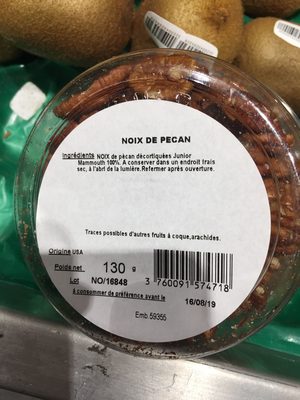 NOIX DE PECAN
Ingrédients NOIX de pécan décortiquées Junior
Mammouth 100%. A conserver dans un endroit frais
sec, à l'abri de la lumière.Refermer après ouverture.
Traces possibles d'autres fruits à coque,arachides.
Origine USA
Poids net 130 g
Lot NO/16848
3 760091 574718
à consommer de préférence avant le
16/08/19
Emb.59355